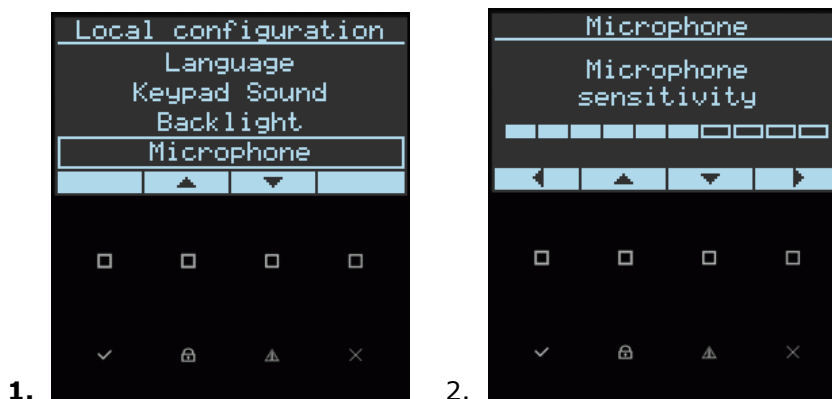 Local configuration
Language
Keypad Sound
Backlight
Microphone
1.
Microphone
Microphone
sensitivity
2.